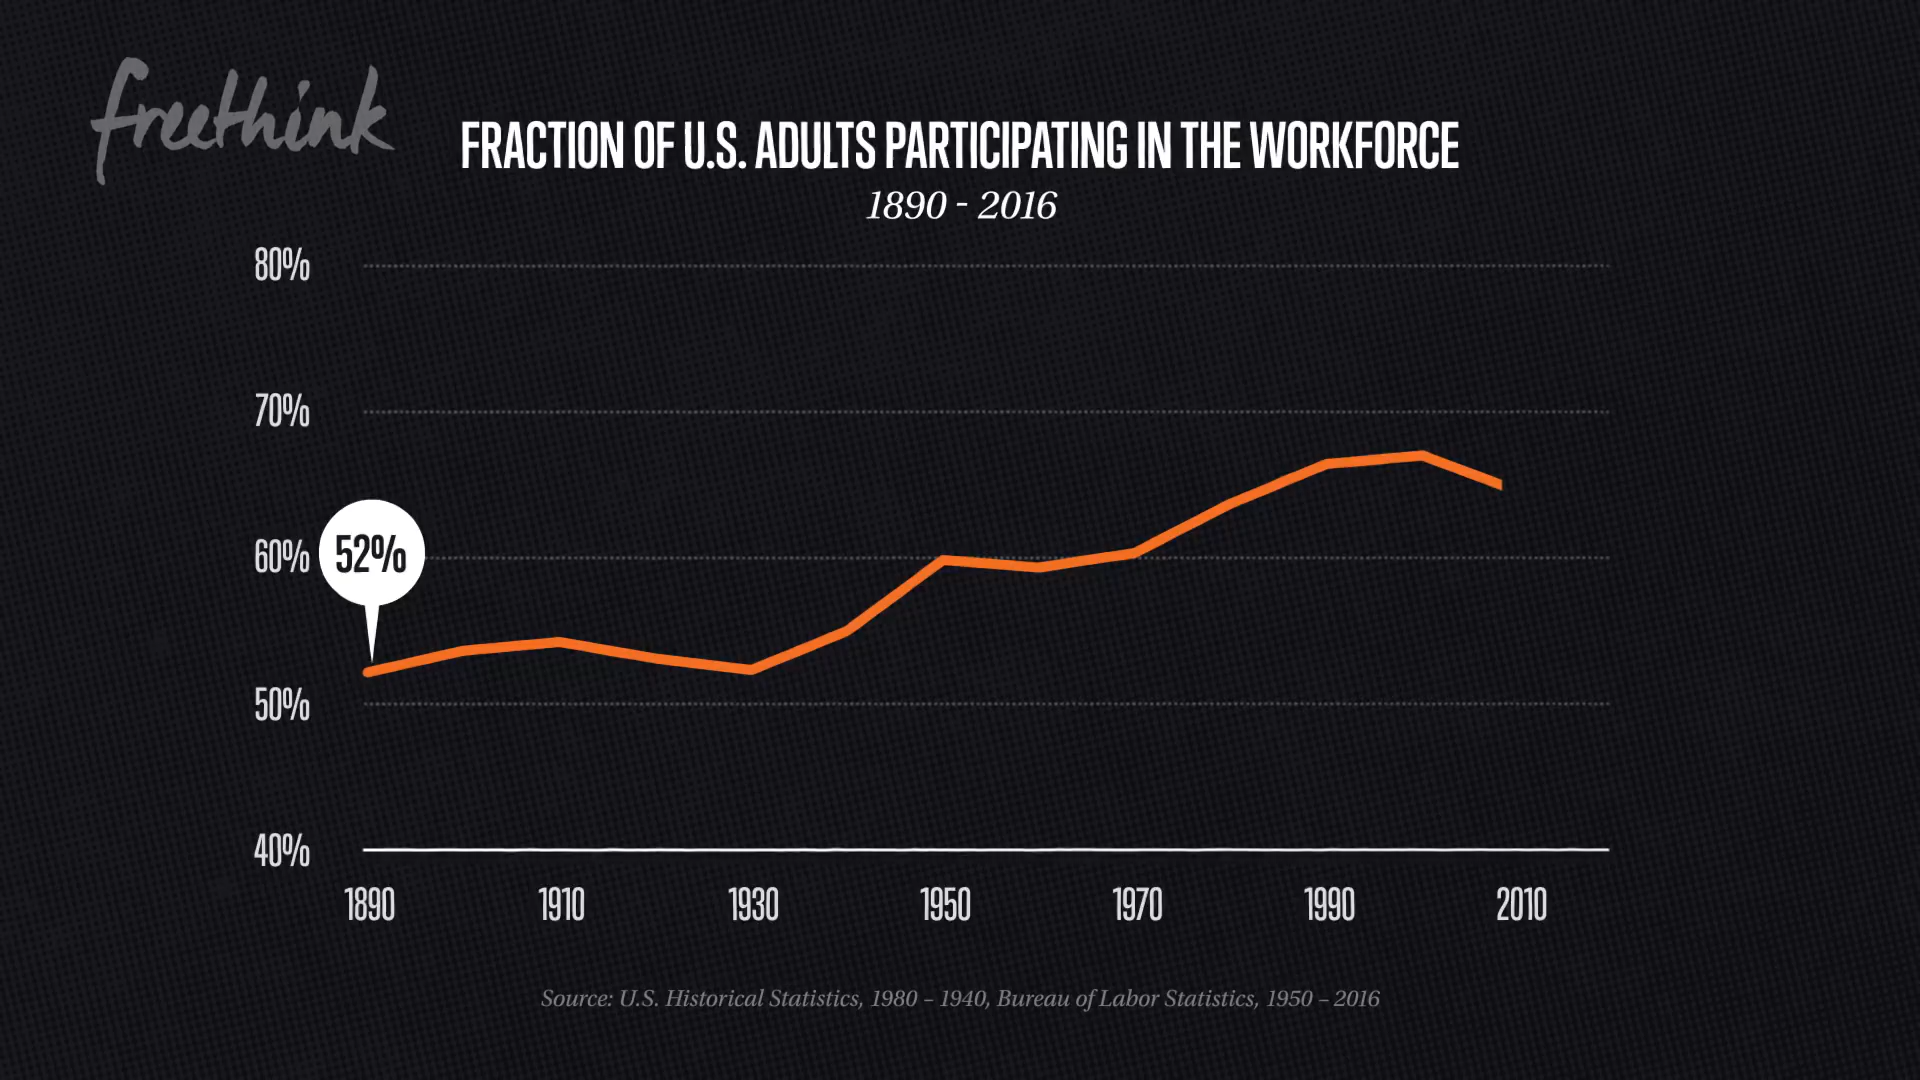 freethink
FRACTION OF U.S. ADULTS PARTICIPATING IN THE WORKFORCE
1890 - 2016
80%
70%
60%
52%
50%
40%
1890 1910 1930 1950 1970 1990 2010
Source: U.S. Historical Statistics, 1980 – 1940, Bureau of Labor Statistics, 1950 – 2016